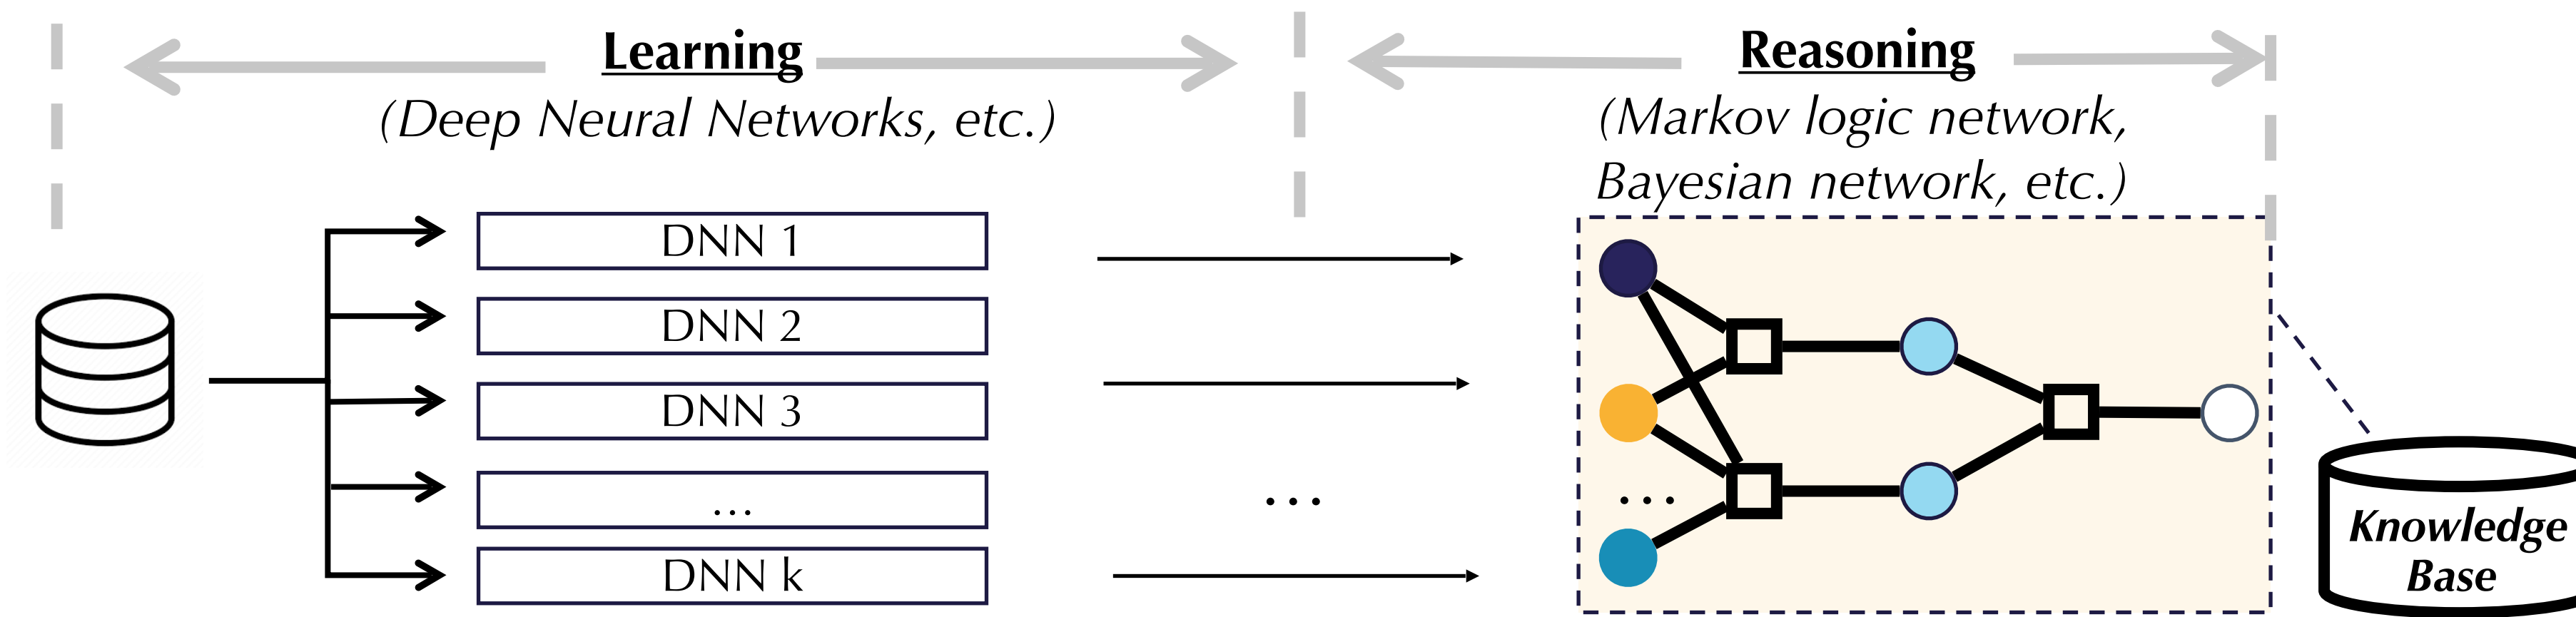 Learning
(Deep Neural Networks, etc.)
Reasoning
(Markov logic network,
Bayesian network, etc.)
DNN 1
DNN 2
DNN 3
...
DNN k
...
...
Knowledge
Base